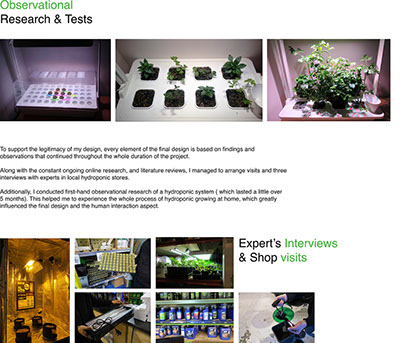 Observational
Research & Tests
To support the legitimacy of my design, every element of the final design is based on findings and
observations that continued throughout the whole duration of the project.
Along with the constant ongoing online research, and literature reviews, I managed to arrange visits and three
interviews with experts in local hydroponic stores.
Additionally, I conducted first-hand observational research of a hydroponic system ( which lasted a little over
5 months). This helped me to experience the whole process of hydroponic growing at home, which greatly
influenced the final design and the human interaction aspect.
Expert's Interviews
& Shop visits